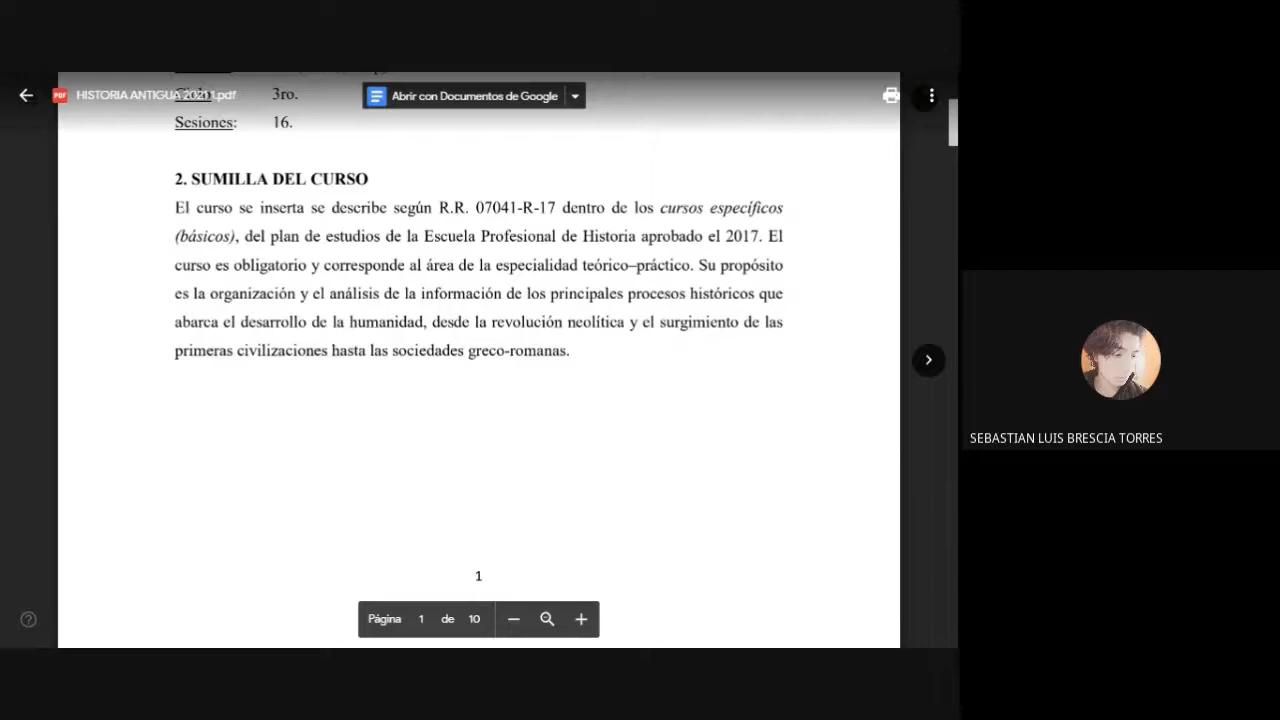 HISTORIA ANTIGUA 2021 1.pdf
Abrir con Documentos de Google
3ro.
Sesiones: 16.
2. SUMILLA DEL CURSO
El curso se inserta se describe según R.R. 07041-R-17 dentro de los cursos específicos
(básicos), del plan de estudios de la Escuela Profesional de Historia aprobado el 2017. El
curso es obligatorio y corresponde al área de la especialidad teórico–práctico. Su propósito
es la organización y el análisis de la información de los principales procesos históricos que
abarca el desarrollo de la humanidad, desde la revolución neolítica y el surgimiento de las
primeras civilizaciones hasta las sociedades greco-romanas.
SEBASTIAN LUIS BRESCIA TORRES
1
Página 1 de 10